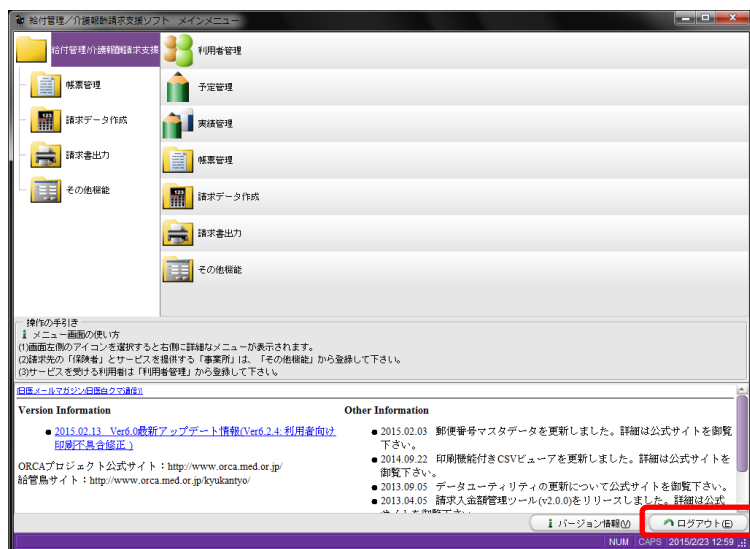 給付管理/介護報酬請求支援ソフト メインメニュー
給付管理/介護報酬請求支援
帳票管理
請求データ作成
請求書出力
その他機能
利用者管理
予定管理
実績管理
帳票管理
請求データ作成
請求書出力
その他機能
操作の手引き
メニュー画面の使い方
(1)画面左側のアイコンを選択すると右側に詳細なメニューが表示されます。
(2)請求先の「保険者」とサービスを提供する「事業所」は、「その他機能」から登録して下さい。
(3)サービスを受ける利用者は「利用者管理」から登録して下さい。
[日医メールマガジン(日医白クマ通信)]
Version Information
● 2015.02.13 Ver6.0最新アップデート情報(Ver6.2.4: 利用者向け
印刷不具合修正 )
ORCAプロジェクト公式サイト : http://www.orca.med.or.jp/
給管鳥サイト : http://www.orca.med.or.jp/kyukantyo/
Other Information
● 2015.02.03 郵便番号マスタデータを更新しました。詳細は公式サイトを御覧
下さい。
● 2014.09.22 印刷機能付きCSVビューアを更新しました。詳細は公式サイトを
御覧下さい。
● 2013.09.05 データユーティリティの更新について公式サイトを御覧下さい。
● 2013.04.05 請求入金額管理ツール(v2.0.0)をリリースしました。詳細は公式
バージョン情報(V)
ログアウト(E)
NUM CAPS 2015/2/23 12:59